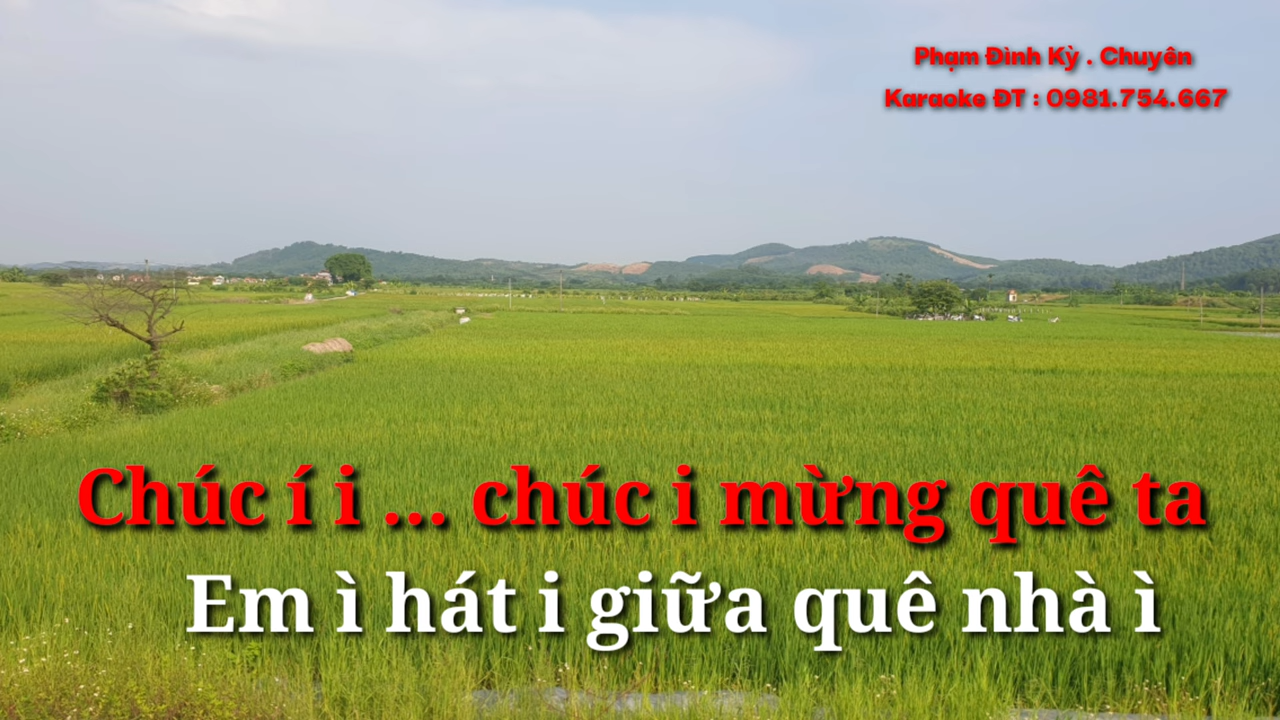 Phạm Đình Kỳ . Chuyên
Karaoke ĐT : 0981.754.667
Chúc í i ... chúc i mừng quê ta
Em ì hát i giữa quê nhà ì